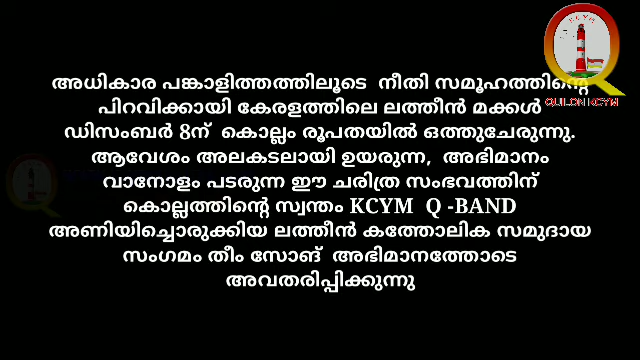 KCYM
QUILON KCYM
അധികാര പങ്കാളിത്തത്തിലൂടെ നീതി സമൂഹത്തിന്റെ
പിറവിക്കായി കേരളത്തിലെ ലത്തീൻ മക്കൾ
ഡിസംബർ 8ന് കൊല്ലം രൂപതയിൽ ഒത്തുചേരുന്നു.
ആവേശം അലകടലായി ഉയരുന്ന, അഭിമാനം
വാനോളം പടരുന്ന ഈ ചരിത്ര സംഭവത്തിന്
കൊല്ലത്തിന്റെ സ്വന്തം KCYM Q -BAND
അണിയിച്ചൊരുക്കിയ ലത്തീൻ കത്തോലിക സമുദായ
സംഗമം തീം സോങ് അഭിമാനത്തോടെ
അവതരിപ്പിക്കുന്നു